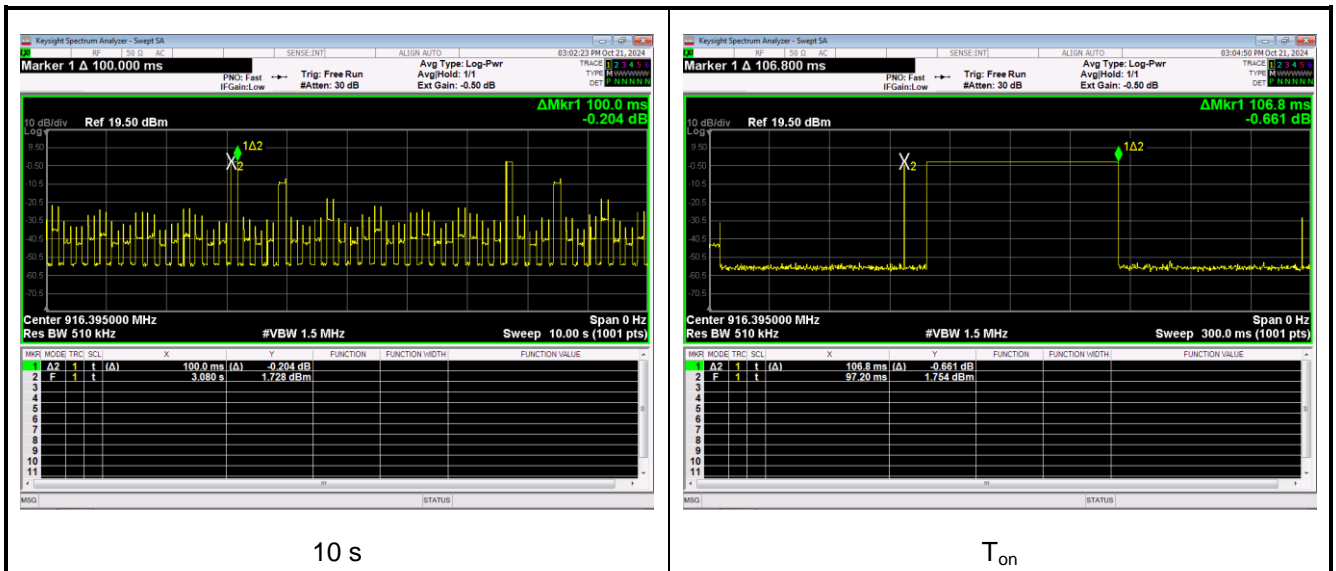 Keysight Spectrum Analyzer - Swept SA
RF 50 Ω AC SENSE:INT ALIGN AUTO 03:02:23 PM Oct 21, 2024
Marker 1 Δ 100.000 ms
PNO: Fast
IFGain:Low
Trig: Free Run
#Atten: 30 dB
Avg Type: Log-Pwr
Avg|Hold: 1/1
Ext Gain: -0.50 dB
TRACE 1 2 3 4 5 6
TYPE M WWWWW
DET P N N N N N
ΔMkr1 100.0 ms
-0.204 dB
10 dB/div Ref 19.50 dBm
Log
9.50
-0.50
-10.5
-20.5
-30.5
-40.5
-50.5
-60.5
-70.5
1Δ2
X2
Center 916.395000 MHz Span 0 Hz
Res BW 510 kHz #VBW 1.5 MHz Sweep 10.00 s (1001 pts)
MKR MODE TRC SCL X Y FUNCTION FUNCTION WIDTH FUNCTION VALUE
1 Δ2 1 t (Δ) 100.0 ms (Δ) -0.204 dB
2 F 1 t 3.080 s 1.728 dBm
3
4
5
6
7
8
9
10
11
MSG STATUS
10 s
Keysight Spectrum Analyzer - Swept SA
RF 50 Ω AC SENSE:INT ALIGN AUTO 03:04:50 PM Oct 21, 2024
Marker 1 Δ 106.800 ms
PNO: Fast
IFGain:Low
Trig: Free Run
#Atten: 30 dB
Avg Type: Log-Pwr
Avg|Hold: 1/1
Ext Gain: -0.50 dB
TRACE 1 2 3 4 5 6
TYPE M WWWWW
DET P N N N N N
ΔMkr1 106.8 ms
-0.661 dB
10 dB/div Ref 19.50 dBm
Log
9.50
-0.50
-10.5
-20.5
-30.5
-40.5
-50.5
-60.5
-70.5
1Δ2
X2
Center 916.395000 MHz Span 0 Hz
Res BW 510 kHz #VBW 1.5 MHz Sweep 300.0 ms (1001 pts)
MKR MODE TRC SCL X Y FUNCTION FUNCTION WIDTH FUNCTION VALUE
1 Δ2 1 t (Δ) 106.8 ms (Δ) -0.661 dB
2 F 1 t 97.20 ms 1.754 dBm
3
4
5
6
7
8
9
10
11
MSG STATUS
Ton